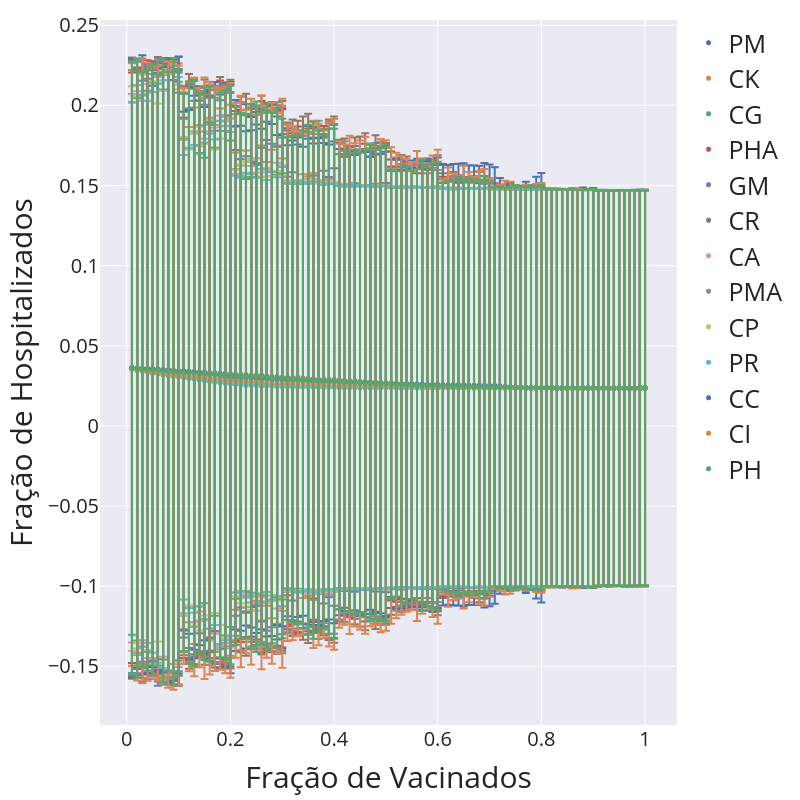 0.25
0.2
0.15
0.1
0.05
0
−0.05
−0.1
−0.15
0 0.2 0.4 0.6 0.8 1
Fração de Hospitalizados
Fração de Vacinados
PM
CK
CG
PHA
GM
CR
CA
PMA
CP
PR
CC
CI
PH